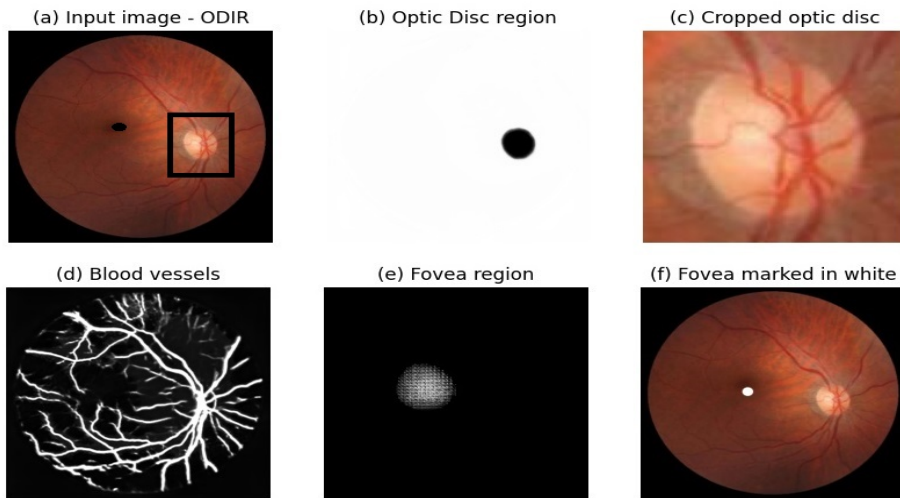 (a) Input image - ODIR
(b) Optic Disc region
(c) Cropped optic disc
(d) Blood vessels
(e) Fovea region
(f) Fovea marked in white